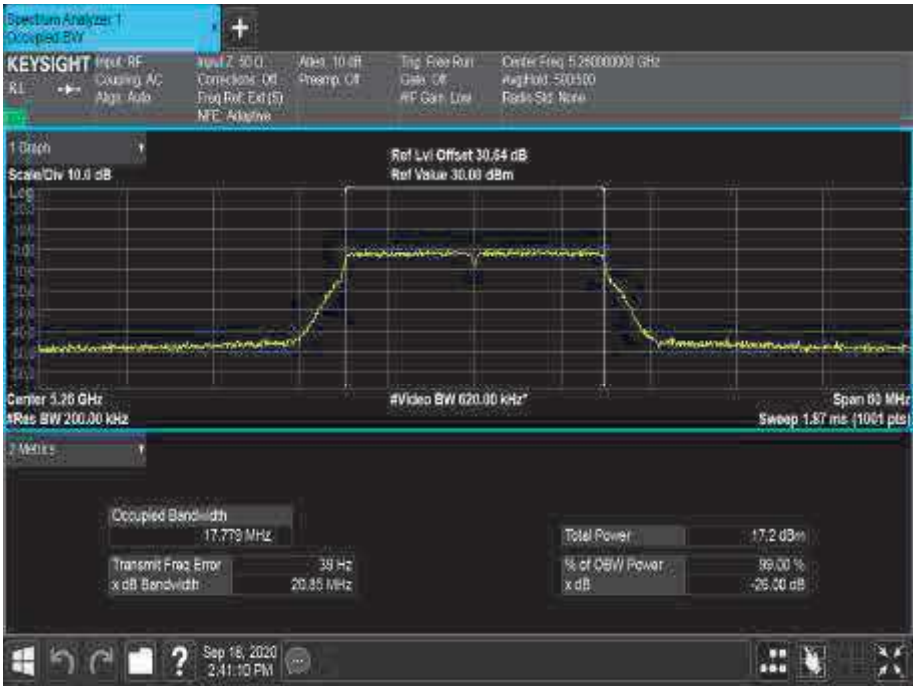 Spectrum Analyzer 1
Occupied BW
+
KEYSIGHT Input: RF
RL
Coupling: AC
Align: Auto
Input Z: 50 Ω
Corrections: Off
Freq Ref: Ext (S)
NFE: Adaptive
Atten: 10 dB
Preamp: Off
Trig: Free Run
Gate: Off
#IF Gain: Low
Center Freq: 5.260000000 GHz
Avg|Hold: 500/500
Radio Std: None
1 Graph
Scale/Div 10.0 dB
Ref Lvl Offset 30.64 dB
Ref Value 30.00 dBm
Log
Center 5.26 GHz
#Res BW 200.00 kHz
#Video BW 620.00 kHz*
Span 60 MHz
Sweep 1.87 ms (1001 pts)
2 Metrics
Occupied Bandwidth
17.779 MHz
Transmit Freq Error 39 Hz
x dB Bandwidth 20.85 MHz
Total Power 17.2 dBm
% of OBW Power 99.00 %
x dB -26.00 dB
?
Sep 16, 2020
2:41:10 PM